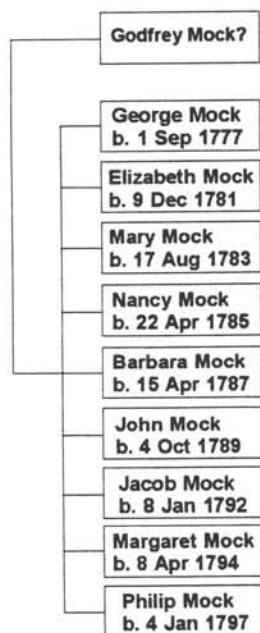 Godfrey Mock?
George Mock
b. 1 Sep 1777
Elizabeth Mock
b. 9 Dec 1781
Mary Mock
b. 17 Aug 1783
Nancy Mock
b. 22 Apr 1785
Barbara Mock
b. 15 Apr 1787
John Mock
b. 4 Oct 1789
Jacob Mock
b. 8 Jan 1792
Margaret Mock
b. 8 Apr 1794
Philip Mock
b. 4 Jan 1797